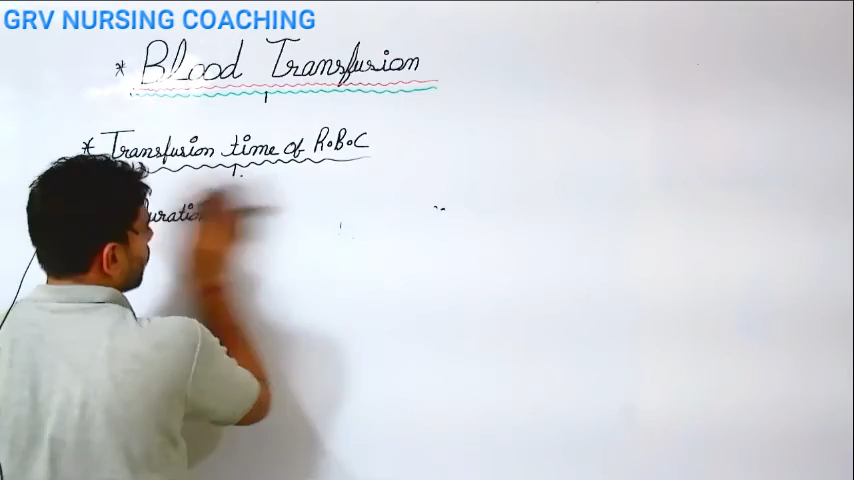 GRV NURSING COACHING
* Blood Transfusion
* Transfusion time of R.B.C